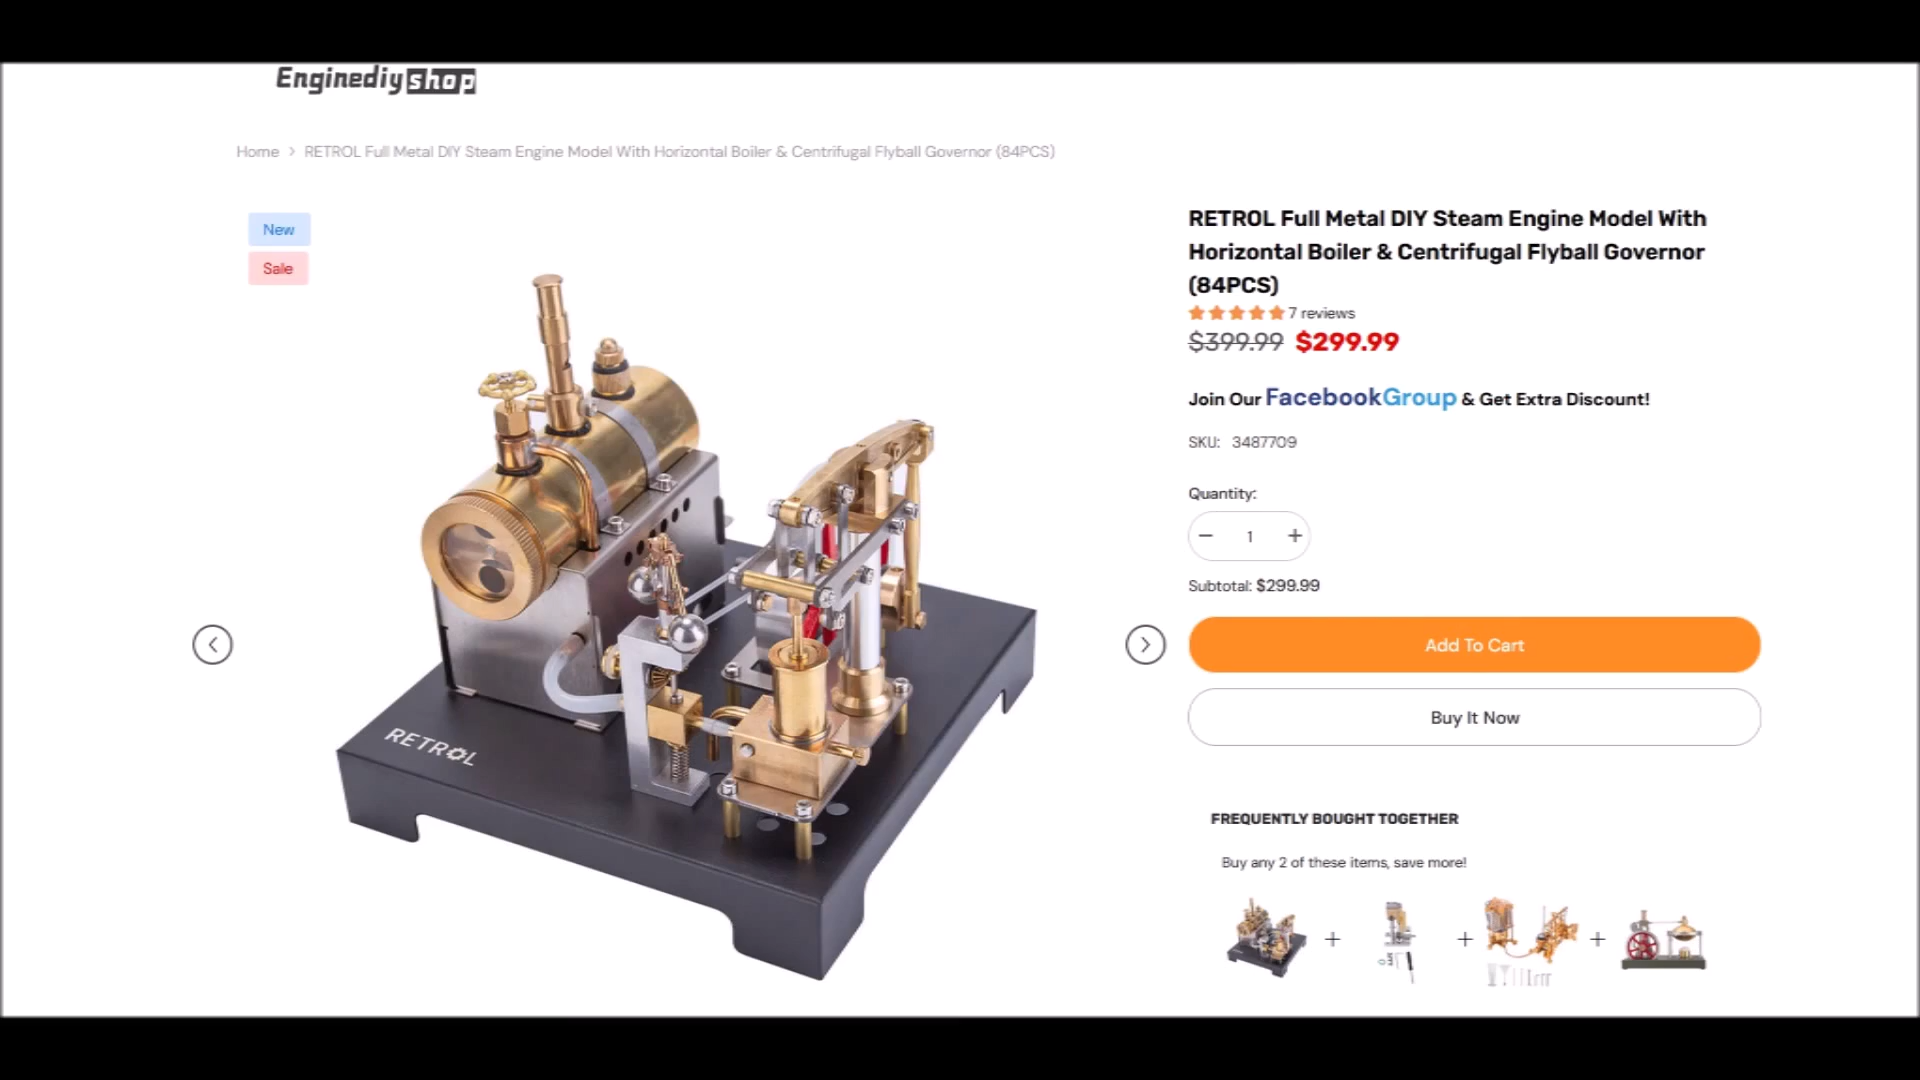 Enginediyshop
Home > RETROL Full Metal DIY Steam Engine Model With Horizontal Boiler & Centrifugal Flyball Governor (84PCS)
New
Sale
RETROL
RETROL Full Metal DIY Steam Engine Model With
Horizontal Boiler & Centrifugal Flyball Governor
(84PCS)
7 reviews
$399.99 $299.99
Join Our FacebookGroup & Get Extra Discount!
SKU: 3487709
Quantity:
− 1 +
Subtotal: $299.99
Add To Cart
Buy It Now
FREQUENTLY BOUGHT TOGETHER
Buy any 2 of these items, save more!
+ + +